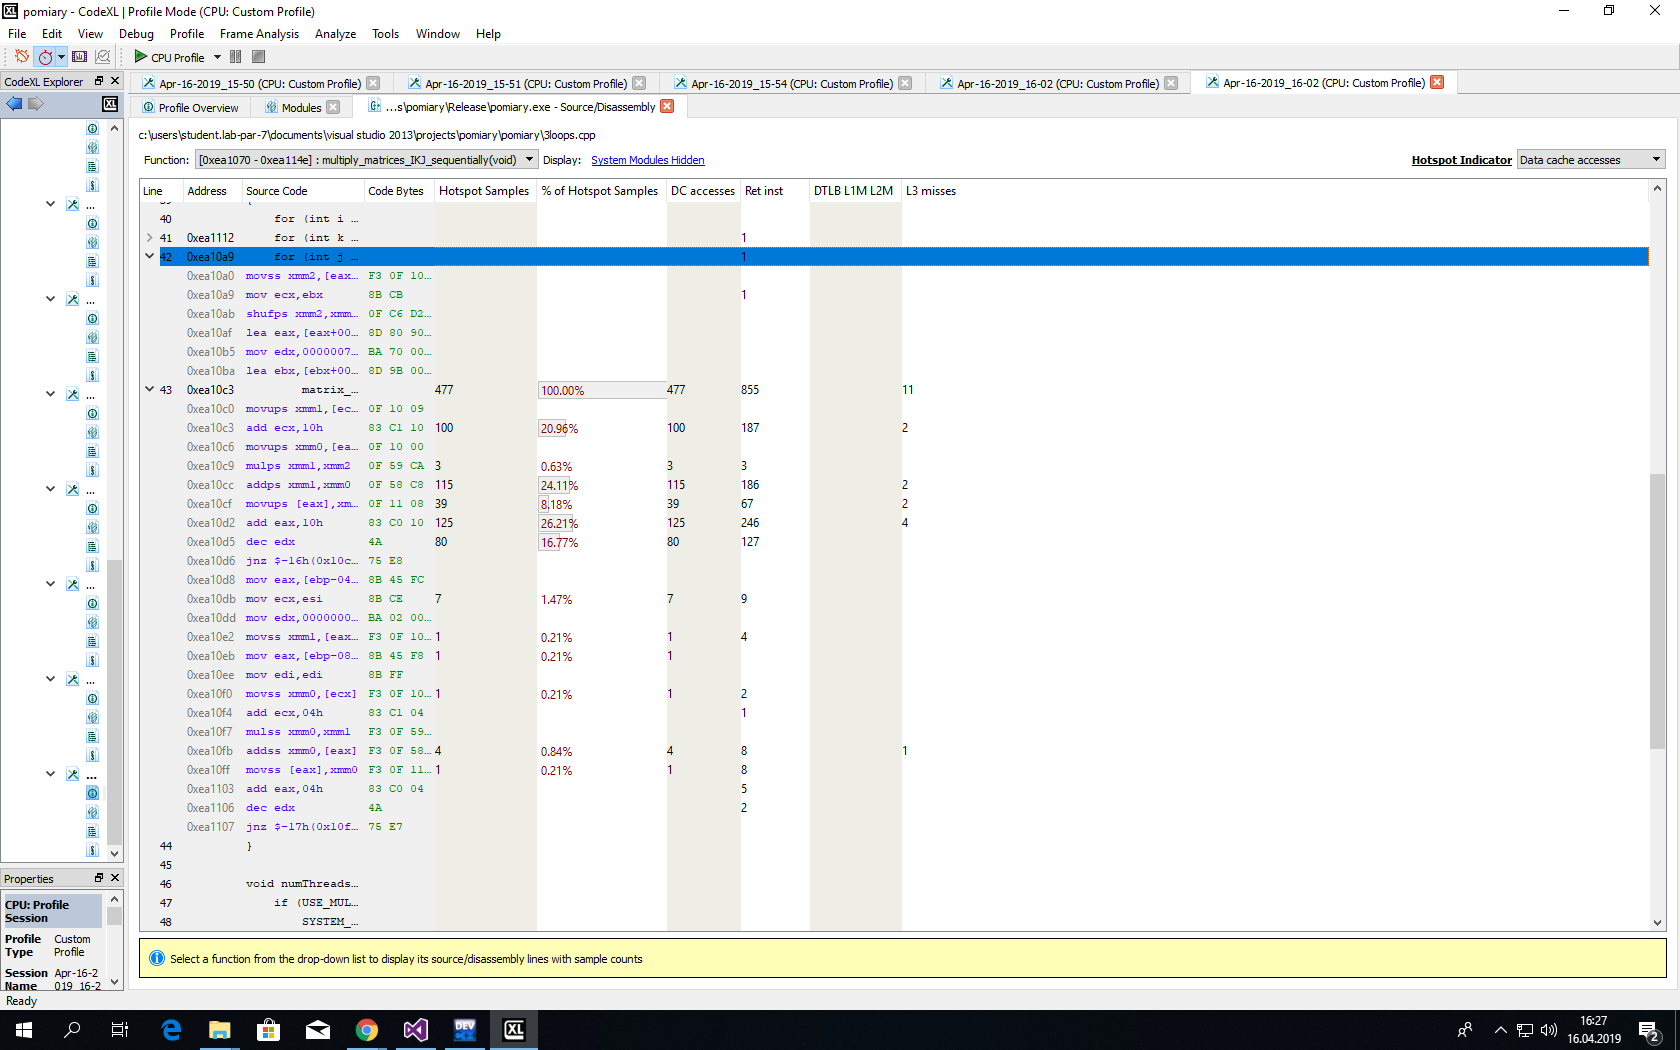 pomiary - CodeXL | Profile Mode (CPU: Custom Profile)
File Edit View Debug Profile Frame Analysis Analyze Tools Window Help
CPU Profile
CodeXL Explorer
Apr-16-2019_15-50 (CPU: Custom Profile) Apr-16-2019_15-51 (CPU: Custom Profile) Apr-16-2019_15-54 (CPU: Custom Profile) Apr-16-2019_16-02 (CPU: Custom Profile) Apr-16-2019_16-02 (CPU: Custom Profile)
Profile Overview Modules ...s\pomiary\Release\pomiary.exe - Source/Disassembly
c:\users\student.lab-par-7\documents\visual studio 2013\projects\pomiary\pomiary\3loops.cpp
Function: [0xea1070 - 0xea114e] : multiply_matrices_IKJ_sequentially(void) Display: System Modules Hidden Hotspot Indicator Data cache accesses
Line Address Source Code Code Bytes Hotspot Samples % of Hotspot Samples DC accesses Ret inst DTLB L1M L2M L3 misses
40 for (int i ...
41 0xea1112 for (int k ... 1
42 0xea10a9 for (int j ... 1
0xea10a0 movss xmm2,[eax... F3 0F 10...
0xea10a9 mov ecx,ebx 8B CB 1
0xea10ab shufps xmm2,xmm... 0F C6 D2...
0xea10af lea eax,[eax+00... 8D 80 90...
0xea10b5 mov edx,0000007... BA 70 00...
0xea10ba lea ebx,[ebx+00... 8D 9B 00...
43 0xea10c3 matrix_... 477 100.00% 477 855 11
0xea10c0 movups xmm1,[ec... 0F 10 09
0xea10c3 add ecx,10h 83 C1 10 100 20.96% 100 187 2
0xea10c6 movups xmm0,[ea... 0F 10 00
0xea10c9 mulps xmm1,xmm2 0F 59 CA 3 0.63% 3 3
0xea10cc addps xmm1,xmm0 0F 58 C8 115 24.11% 115 186 2
0xea10cf movups [eax],xm... 0F 11 08 39 8.18% 39 67 2
0xea10d2 add eax,10h 83 C0 10 125 26.21% 125 246 4
0xea10d5 dec edx 4A 80 16.77% 80 127
0xea10d6 jnz $-16h(0x10c... 75 E8
0xea10d8 mov eax,[ebp-04... 8B 45 FC
0xea10db mov ecx,esi 8B CE 7 1.47% 7 9
0xea10dd mov edx,0000000... BA 02 00...
0xea10e2 movss xmm1,[eax... F3 0F 10... 1 0.21% 1 4
0xea10eb mov eax,[ebp-08... 8B 45 F8 1 0.21% 1
0xea10ee mov edi,edi 8B FF
0xea10f0 movss xmm0,[ecx] F3 0F 10... 1 0.21% 1 2
0xea10f4 add ecx,04h 83 C1 04 1
0xea10f7 mulss xmm0,xmm1 F3 0F 59...
0xea10fb addss xmm0,[eax] F3 0F 58... 4 0.84% 4 8 1
0xea10ff movss [eax],xmm0 F3 0F 11... 1 0.21% 1 8
0xea1103 add eax,04h 83 C0 04 5
0xea1106 dec edx 4A 2
0xea1107 jnz $-17h(0x10f... 75 E7
44 }
45
46 void numThreads...
47 if (USE_MUL...
48 SYSTEM_...
Properties
CPU: Profile Session
Profile Type Custom Profile
Session Name Apr-16-2019_16-2
Select a function from the drop-down list to display its source/disassembly lines with sample counts
Ready
DEV C++
XL
16:27
16.04.2019
2